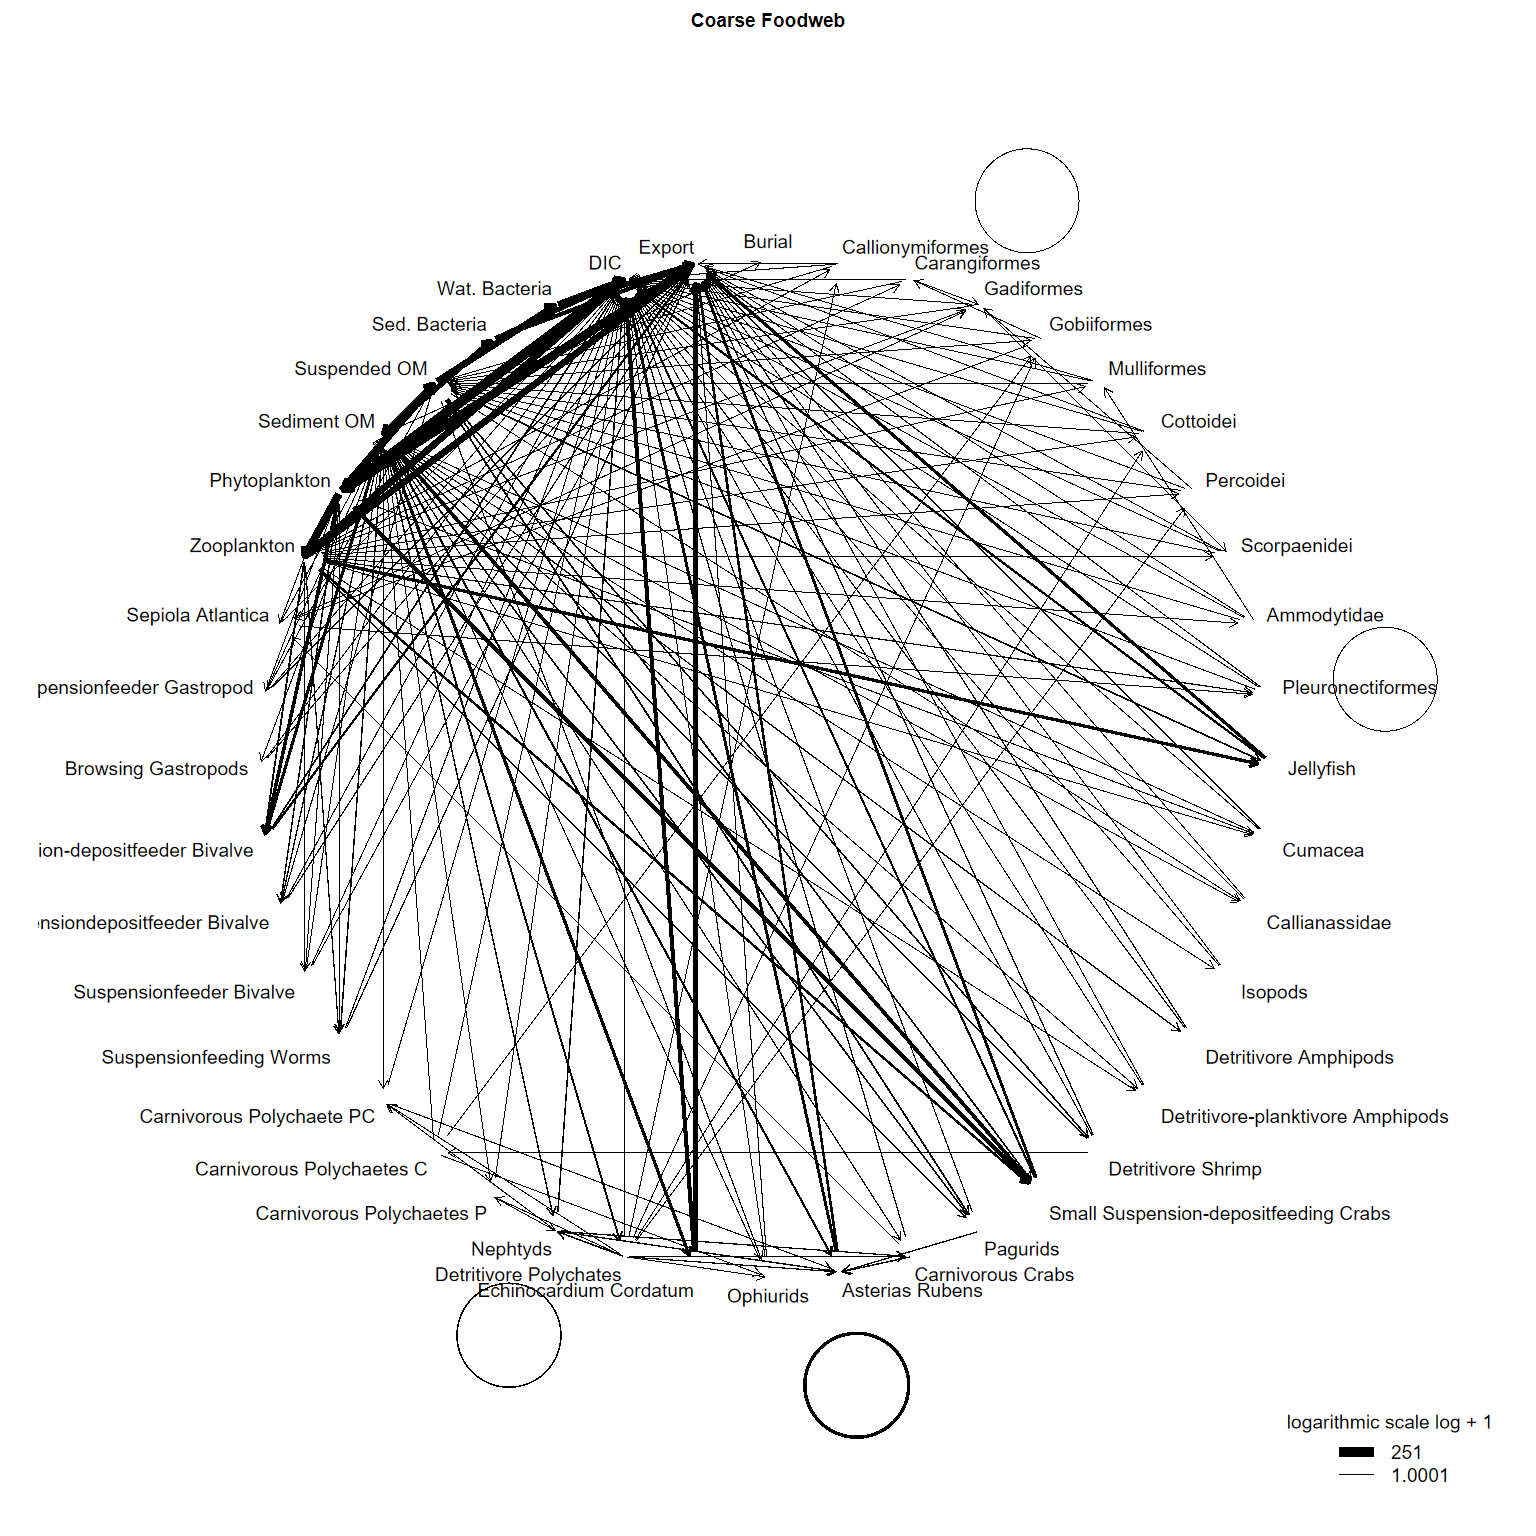 Coarse Foodweb
Export
Burial
Callionymiformes
DIC
Carangiformes
Wat. Bacteria
Gadiformes
Sed. Bacteria
Gobiiformes
Suspended OM
Mulliformes
Sediment OM
Cottoidei
Phytoplankton
Percoidei
Zooplankton
Scorpaenidei
Sepiola Atlantica
Ammodytidae
pensionfeeder Gastropod
Pleuronectiformes
Browsing Gastropods
Jellyfish
ion-depositfeeder Bivalve
Cumacea
ensiondepositfeeder Bivalve
Callianassidae
Suspensionfeeder Bivalve
Isopods
Suspensionfeeding Worms
Detritivore Amphipods
Carnivorous Polychaete PC
Detritivore-planktivore Amphipods
Carnivorous Polychaetes C
Detritivore Shrimp
Carnivorous Polychaetes P
Small Suspension-depositfeeding Crabs
Nephtyds
Pagurids
Detritivore Polychates
Carnivorous Crabs
Echinocardium Cordatum
Ophiurids
Asterias Rubens
logarithmic scale log + 1
251
1.0001